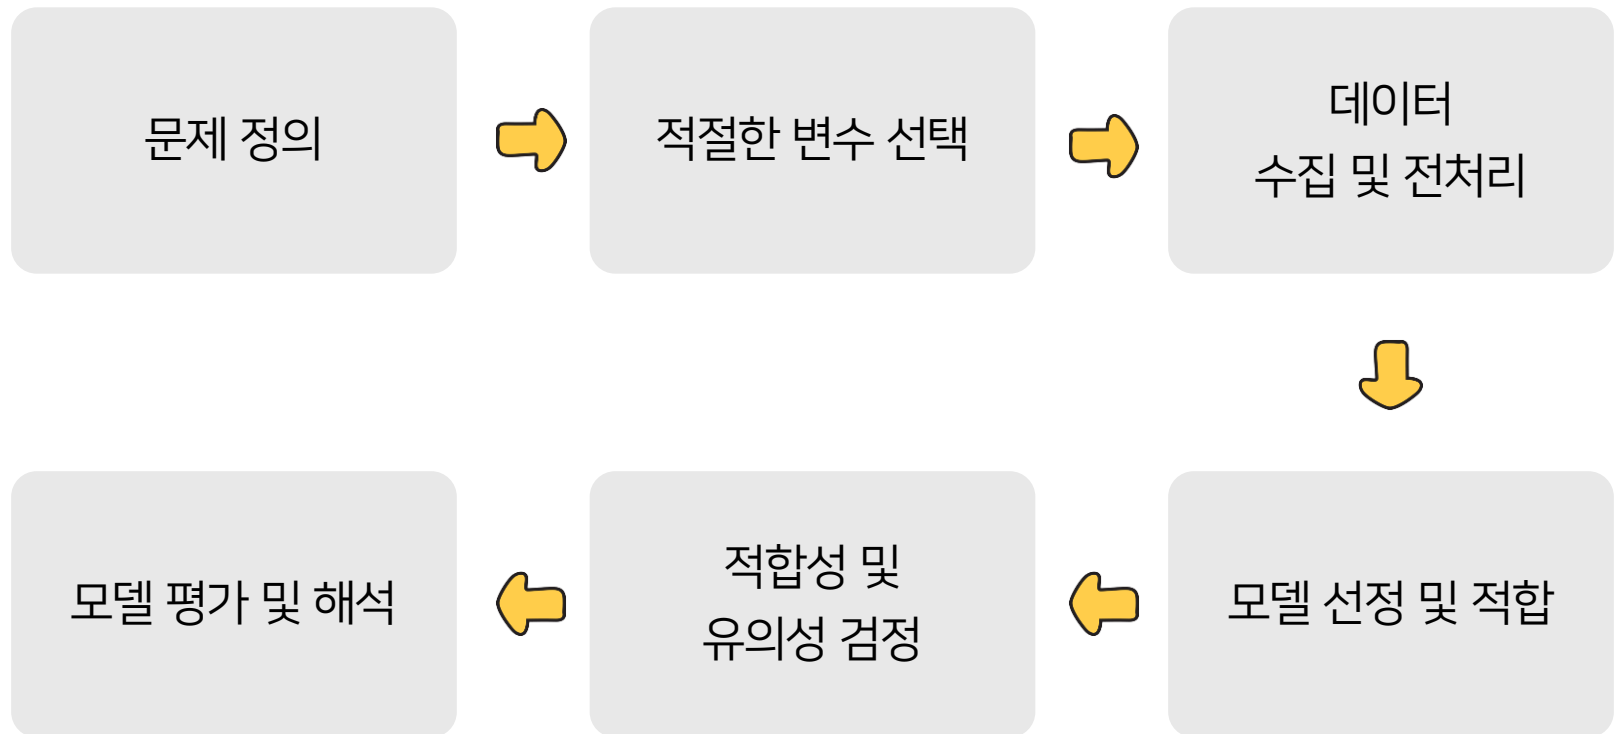 문제 정의
적절한 변수 선택
데이터
수집 및 전처리
모델 선정 및 적합
적합성 및
유의성 검정
모델 평가 및 해석